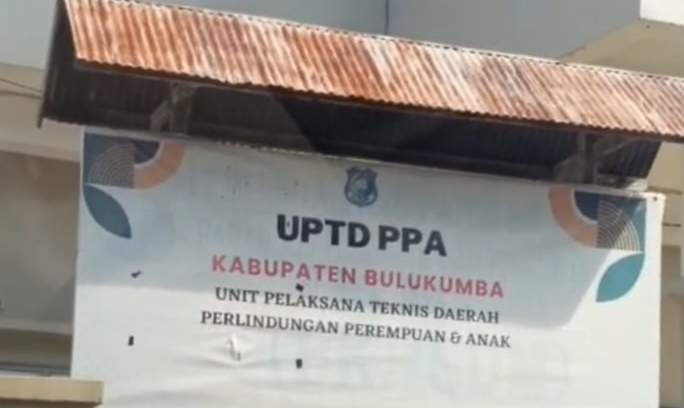 UPTD PPA
KABUPATEN BULUKUMBA
UNIT PELAKSANA TEKNIS DAERAH
PERLINDUNGAN PEREMPUAN & ANAK